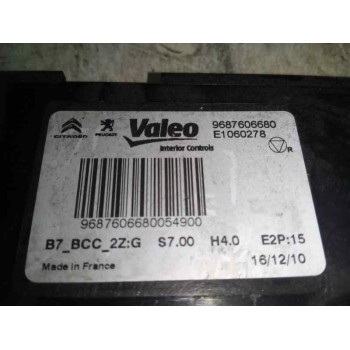 CITROËN PEUGEOT Valeo 9687606680
E1060278
Interior Controls
R
9687606680054900
B7_BCC_2Z:G S7.00 H4.0 E2P:15
Made in France 16/12/10